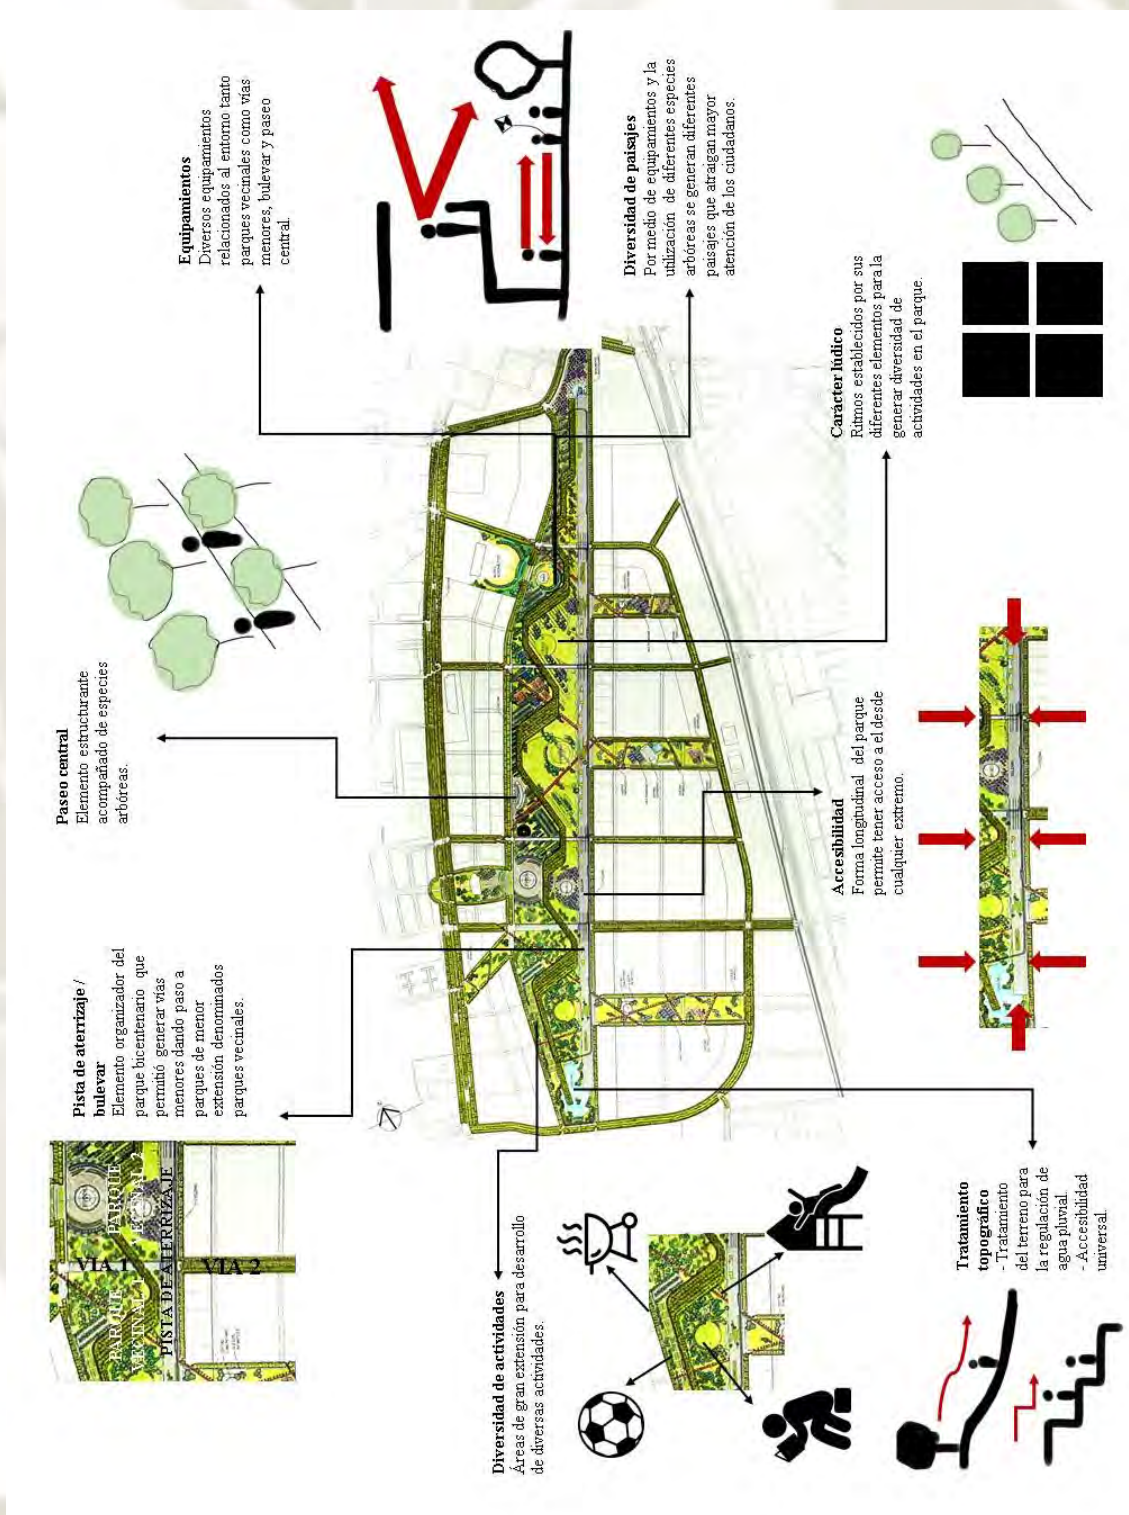 Pista de aterrizaje /
bulevar
Elemento organizador del
parque bicentenario que
permitió generar vías
menores dando paso a
parques de menor
extensión denominados
parques vecinales.
PARQUE
VECINAL 1
VIA 1
PARQUE
VECINAL 2
PISTA DE ATERRIZAJE
VIA 2
Paseo central
Elemento estructurante
acompañado de especies
arbóreas.
Equipamientos
Diversos equipamientos
relacionados al entorno tanto
parques vecinales como vías
menores, bulevar y paseo
central.
Diversidad de actividades
Áreas de gran extensión para desarrollo
de diversas actividades.
Diversidad de paisajes
Por medio de equipamientos y la
utilización de diferentes especies
arbóreas se generan diferentes
paisajes que atraigan mayor
atención de los ciudadanos.
Tratamiento
topográfico
- Tratamiento
del terreno para
la regulación de
agua pluvial.
- Accesibilidad
universal.
Accesibilidad
Forma longitudinal del parque
permite tener acceso a el desde
cualquier extremo.
Carácter lúdico
Ritmos establecidos por sus
diferentes elementos para la
generar diversidad de
actividades en el parque.